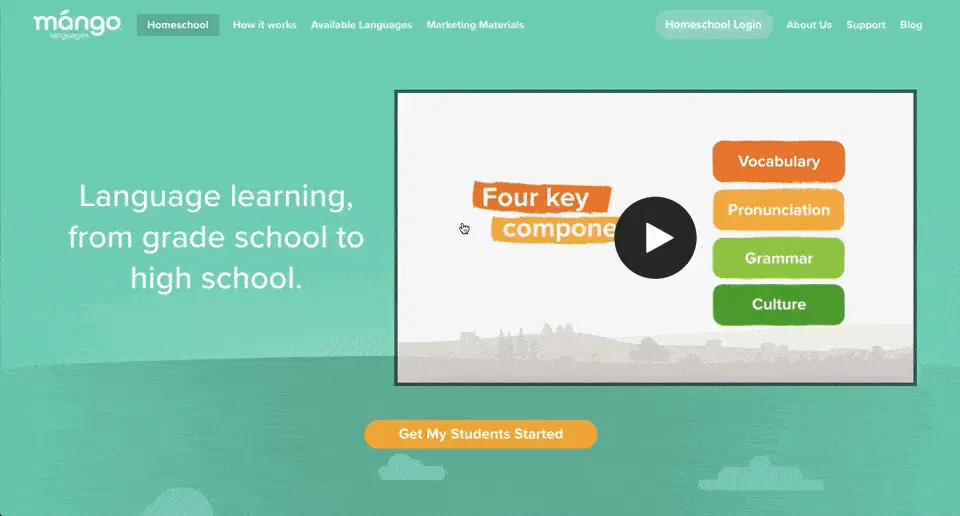 mángo
languages
Homeschool
How it works
Available Languages
Marketing Materials
Homeschool Login
About Us
Support
Blog
Language learning,
from grade school to
high school.
Four key
compone
Vocabulary
Pronunciation
Grammar
Culture
Get My Students Started